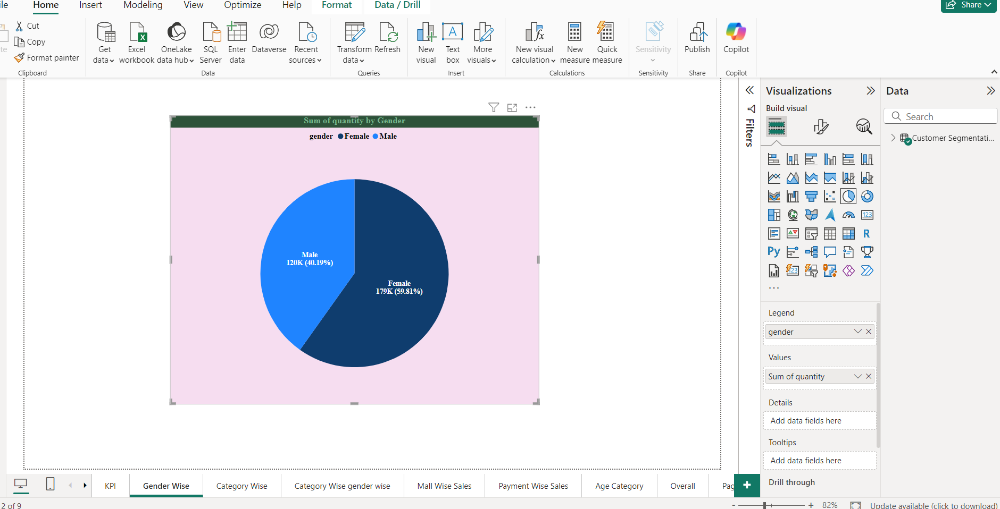 ile Home Insert Modeling View Optimize Help Format Data / Drill Share
Cut
Copy
Format painter
te
Clipboard
Get data
Excel workbook
OneLake data hub
SQL Server
Enter data
Dataverse
Recent sources
Data
Transform data
Refresh
Queries
New visual
Text box
More visuals
Insert
New visual calculation
New measure
Quick measure
Calculations
Sensitivity
Sensitivity
Publish
Share
Copilot
Copilot
Sum of quantity by Gender
gender Female Male
Male
120K (40.19%)
Female
179K (59.81%)
Filters
Visualizations
Build visual
123
R
Py
123
...
Legend
gender
Values
Sum of quantity
Details
Add data fields here
Tooltips
Add data fields here
Drill through
Data
Search
Customer Segmentati...
KPI Gender Wise Category Wise Category Wise gender wise Mall Wise Sales Payment Wise Sales Age Category Overall Pag +
2 of 9
- + 82% Update available (click to download)